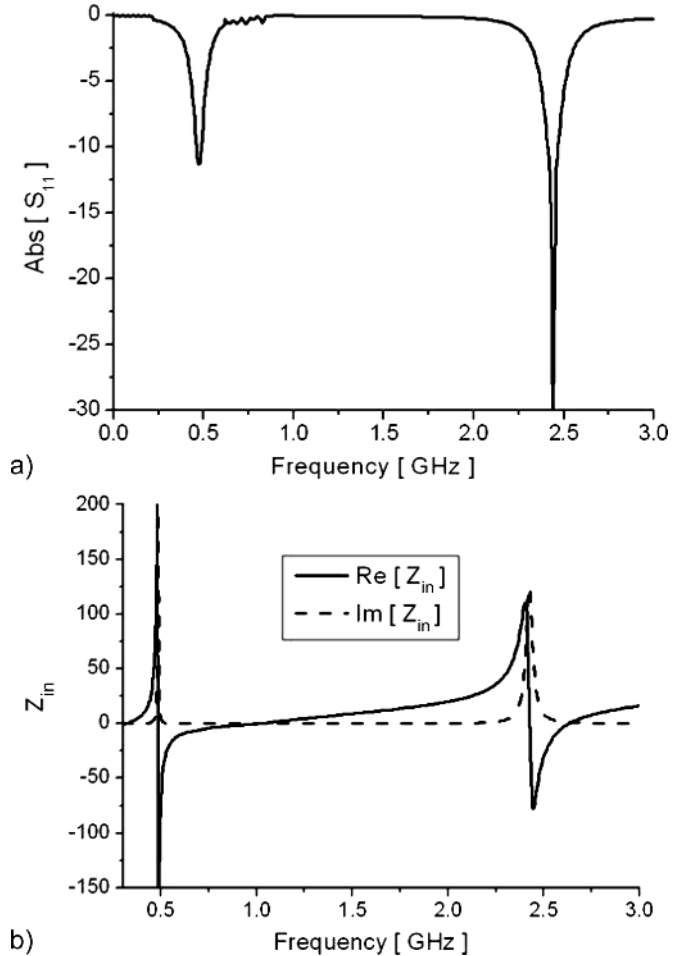 0
-5
-10
-15
-20
-25
-30
Abs [ S11 ]
0.0 0.5 1.0 1.5 2.0 2.5 3.0
Frequency [ GHz ]
a)
200
150
100
50
0
-50
-100
-150
Zin
Re [ Zin ]
Im [ Zin ]
0.5 1.0 1.5 2.0 2.5 3.0
Frequency [ GHz ]
b)